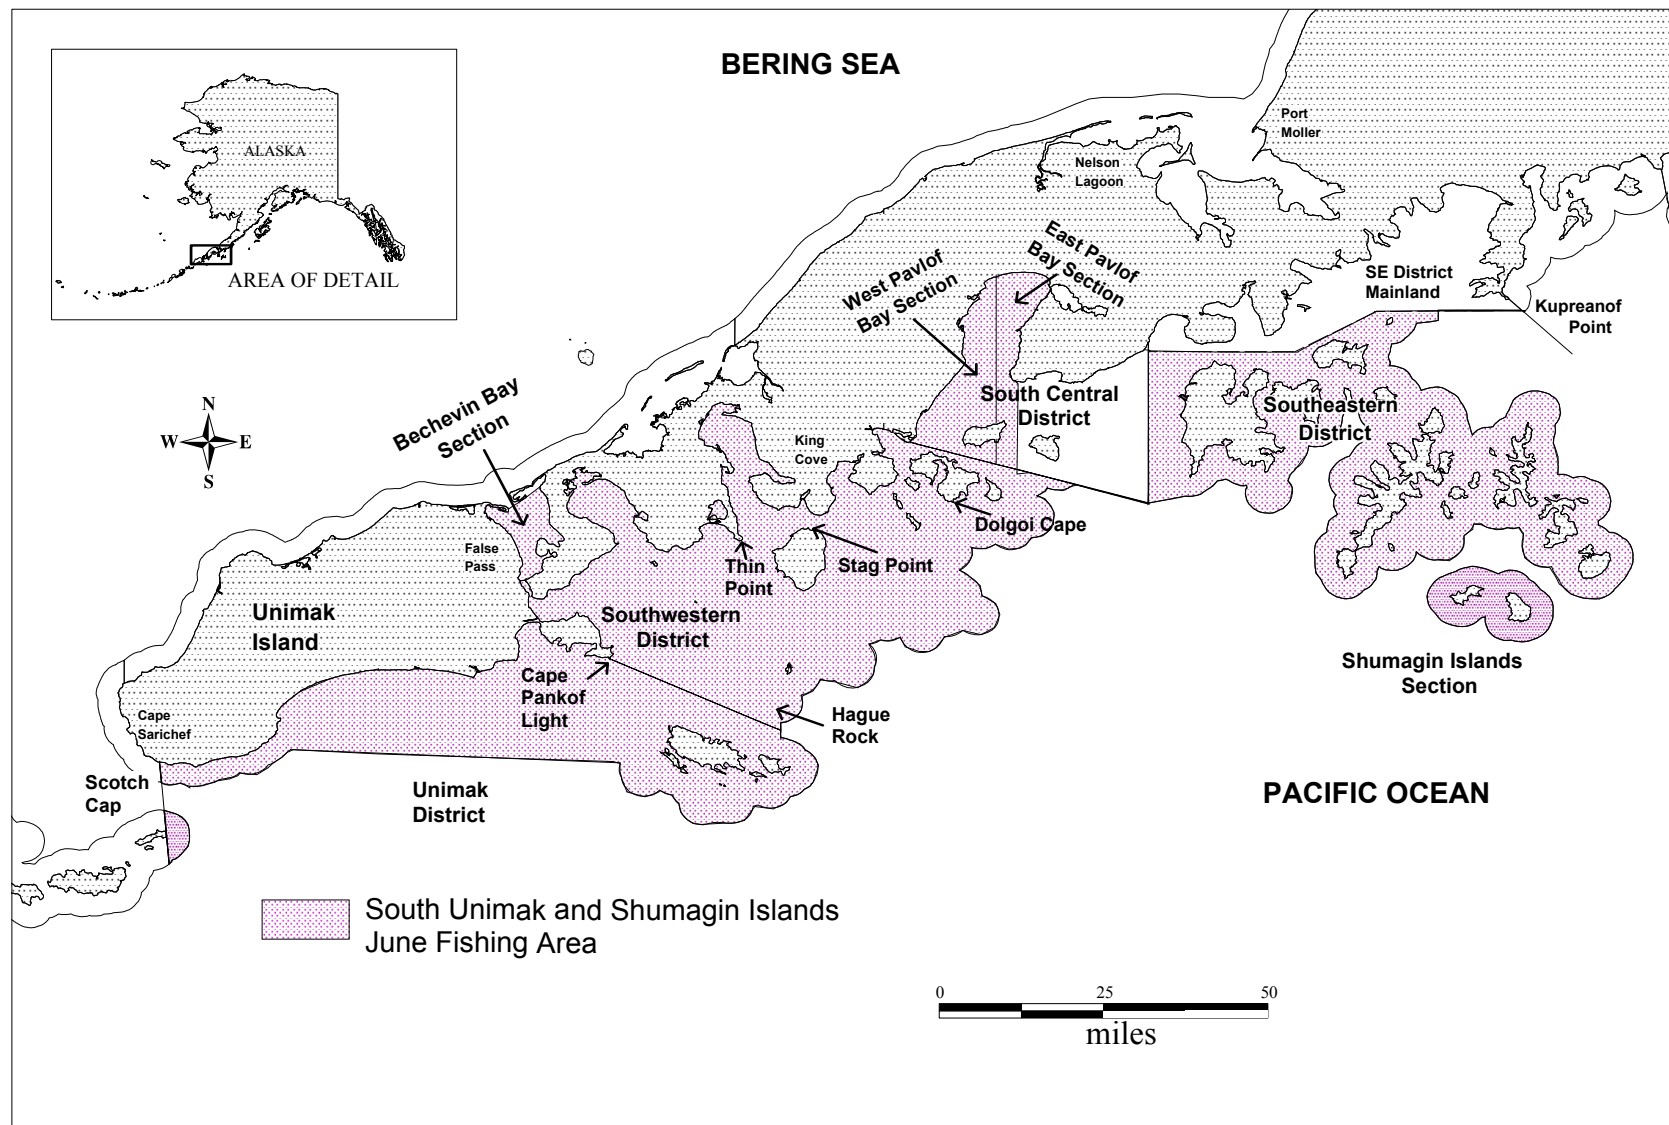 BERING SEA
ALASKA
AREA OF DETAIL
Port
Moller
Nelson
Lagoon
East Pavlof
Bay Section
West Pavlof
Bay Section
SE District
Mainland
Kupreanof
Point
Bechevin Bay
Section
N
W
E
S
South Central
District
Southeastern
District
King
Cove
Dolgoi Cape
False
Pass
Thin
Point
Stag Point
Unimak
Island
Southwestern
District
Shumagin Islands
Section
Cape
Pankof
Light
Cape
Sarichef
Hague
Rock
Scotch
Cap
Unimak
District
PACIFIC OCEAN
South Unimak and Shumagin Islands
June Fishing Area
0 25 50
miles